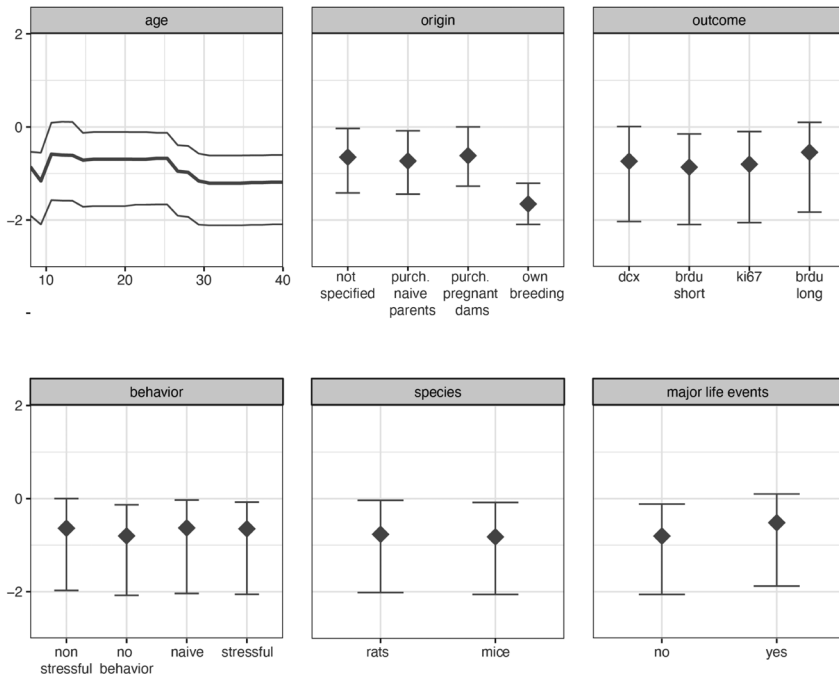 age
origin
outcome
2
0
−2
10
20
30
40
not
specified
purch.
naive
parents
purch.
pregnant
dams
own
breeding
dcx
brdu
short
ki67
brdu
long
-
behavior
species
major life events
2
0
−2
non
stressful
no
behavior
naive
stressful
rats
mice
no
yes